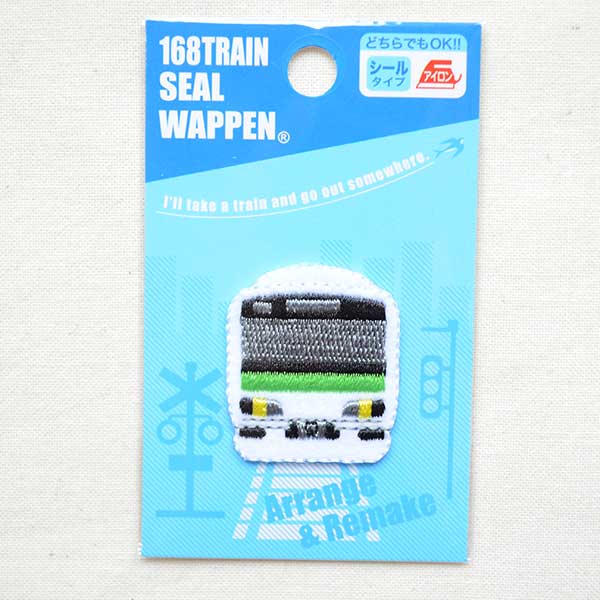 168TRAIN
SEAL
WAPPEN®
どちらでもOK!!
シール
タイプ
アイロン
I'll take a train and go out somewhere.
Arrange
& Remake